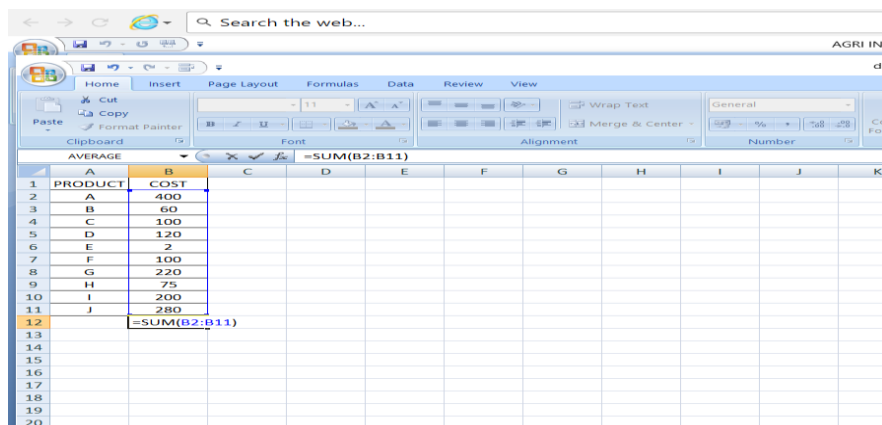 Search the web...
AGRI IN
d
Home Insert Page Layout Formulas Data Review View
Cut
Copy
Paste
Format Painter
11
A A
Wrap Text
General
B I U
Merge & Center
%
Clipboard Font Alignment Number
AVERAGE fx =SUM(B2:B11)
A B C D E F G H I J K
1 PRODUCT COST
2 A 400
3 B 60
4 C 100
5 D 120
6 E 2
7 F 100
8 G 220
9 H 75
10 I 200
11 J 280
12 =SUM(B2:B11)
13
14
15
16
17
18
19
20